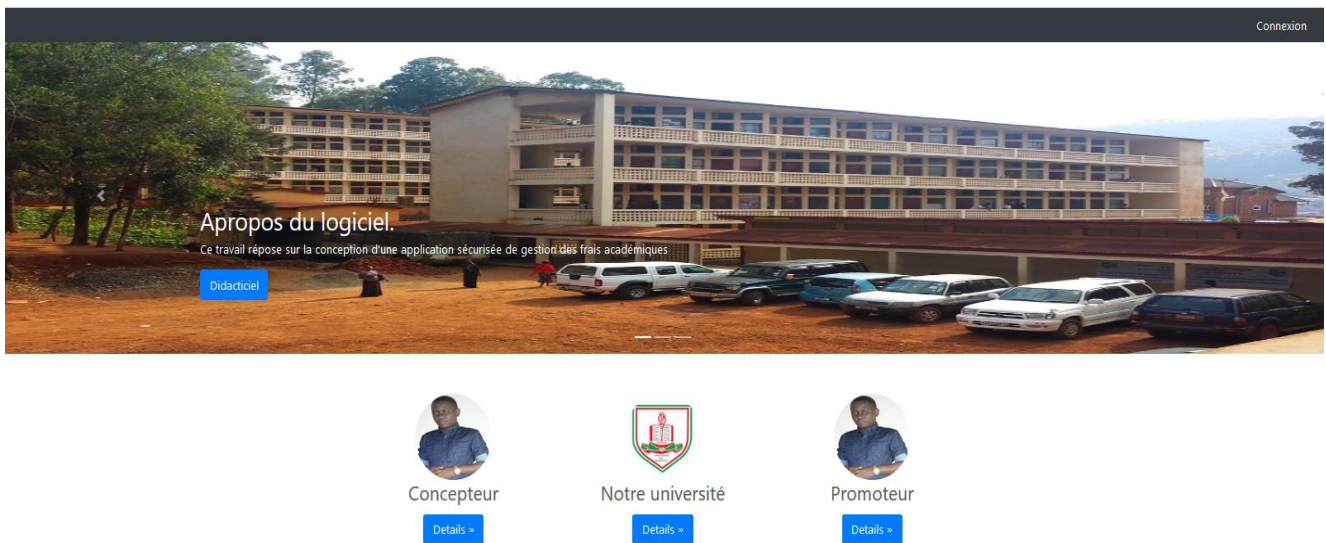 Connexion
Apropos du logiciel.
Ce travail répose sur la conception d'une application sécurisée de gestion des frais académiques
Didacticiel
Concepteur
Notre université
Promoteur
Details »
Details »
Details »